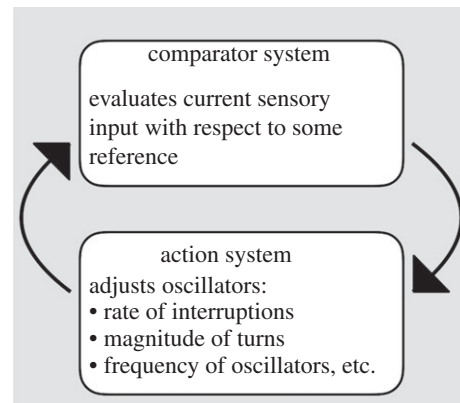 comparator system
evaluates current sensory
input with respect to some
reference
action system
adjusts oscillators:
• rate of interruptions
• magnitude of turns
• frequency of oscillators, etc.